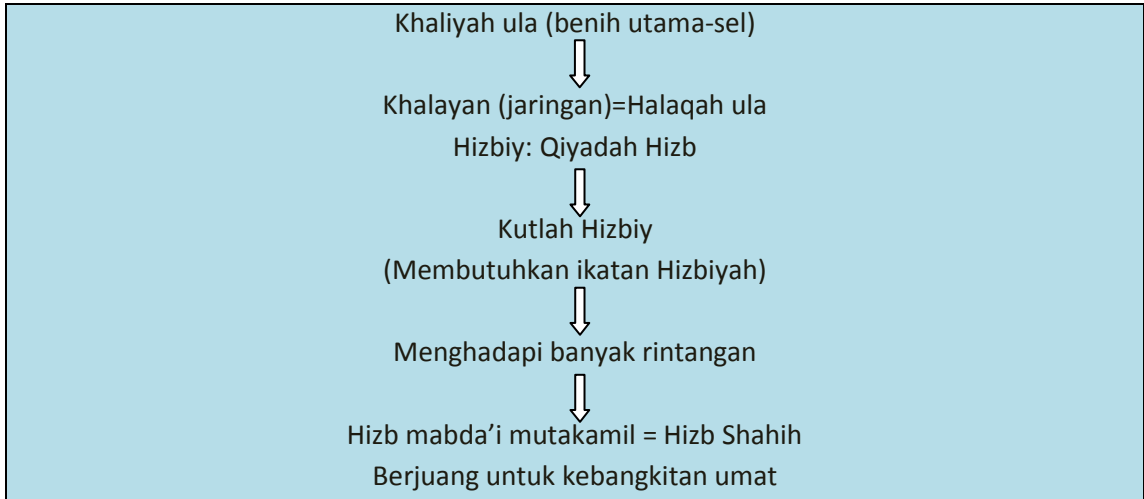 Khaliyah ula (benih utama-sel)
Khalayan (jaringan)=Halaqah ula
Hizbiy: Qiyadah Hizb
Kutlah Hizbiy
(Membutuhkan ikatan Hizbiyah)
Menghadapi banyak rintangan
Hizb mabda’i mutakamil = Hizb Shahih
Berjuang untuk kebangkitan umat